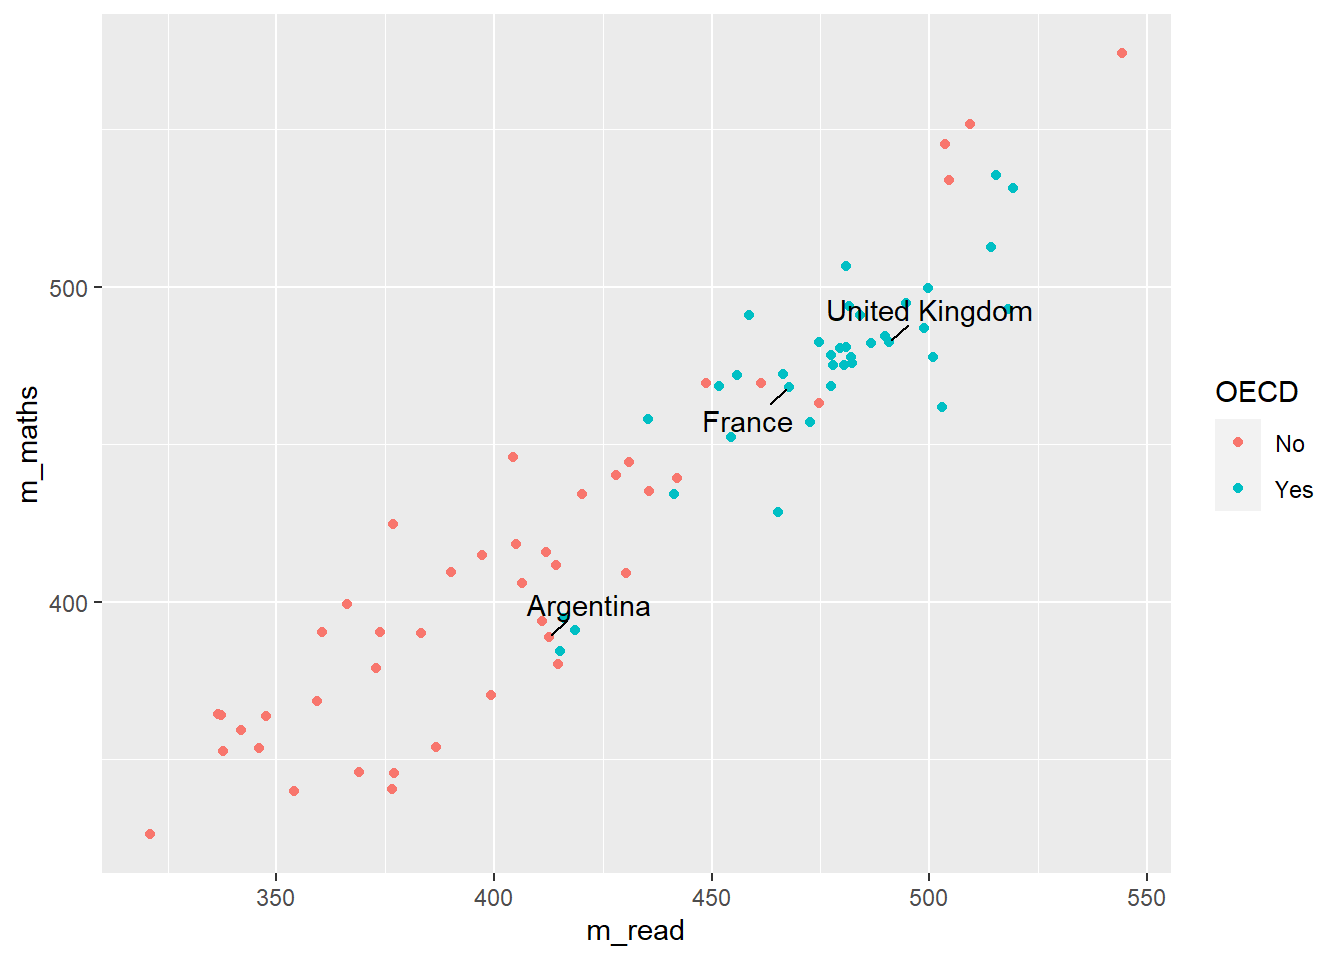 500
400
m_maths
United Kingdom
France
Argentina
350
400
450
500
550
m_read
OECD
No
Yes